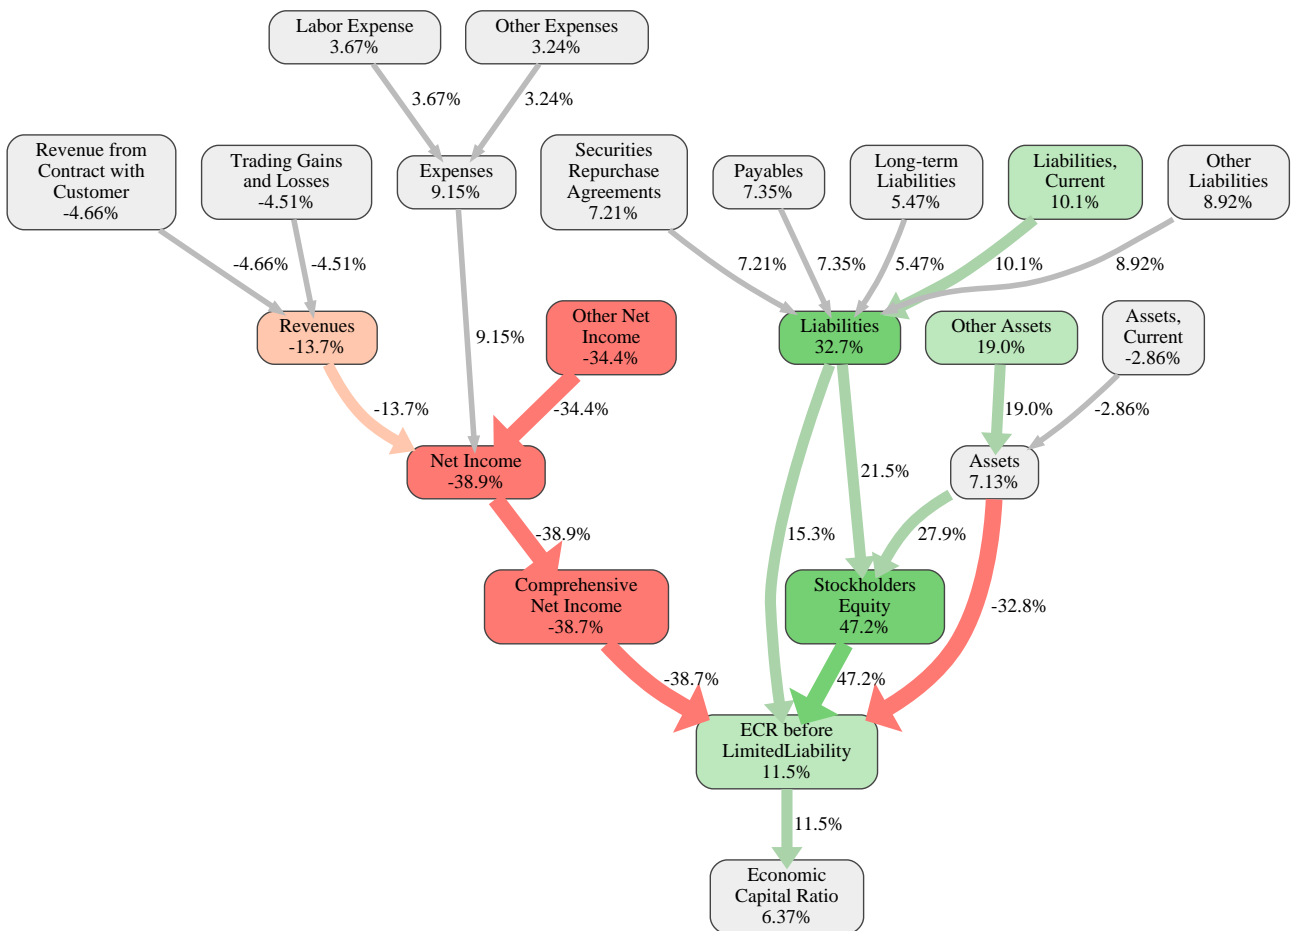 Labor Expense
3.67%
Other Expenses
3.24%
3.67%
3.24%
Revenue from
Contract with
Customer
-4.66%
Trading Gains
and Losses
-4.51%
Expenses
9.15%
Securities
Repurchase
Agreements
7.21%
Payables
7.35%
Long-term
Liabilities
5.47%
Liabilities,
Current
10.1%
Other
Liabilities
8.92%
-4.66%
-4.51%
7.21%
7.35%
5.47%
10.1%
8.92%
Revenues
-13.7%
9.15%
Other Net
Income
-34.4%
Liabilities
32.7%
Other Assets
19.0%
Assets,
Current
-2.86%
-13.7%
-34.4%
19.0%
-2.86%
Net Income
-38.9%
21.5%
Assets
7.13%
-38.9%
15.3%
27.9%
Comprehensive
Net Income
-38.7%
Stockholders
Equity
47.2%
-32.8%
-38.7%
47.2%
ECR before
LimitedLiability
11.5%
11.5%
Economic
Capital Ratio
6.37%